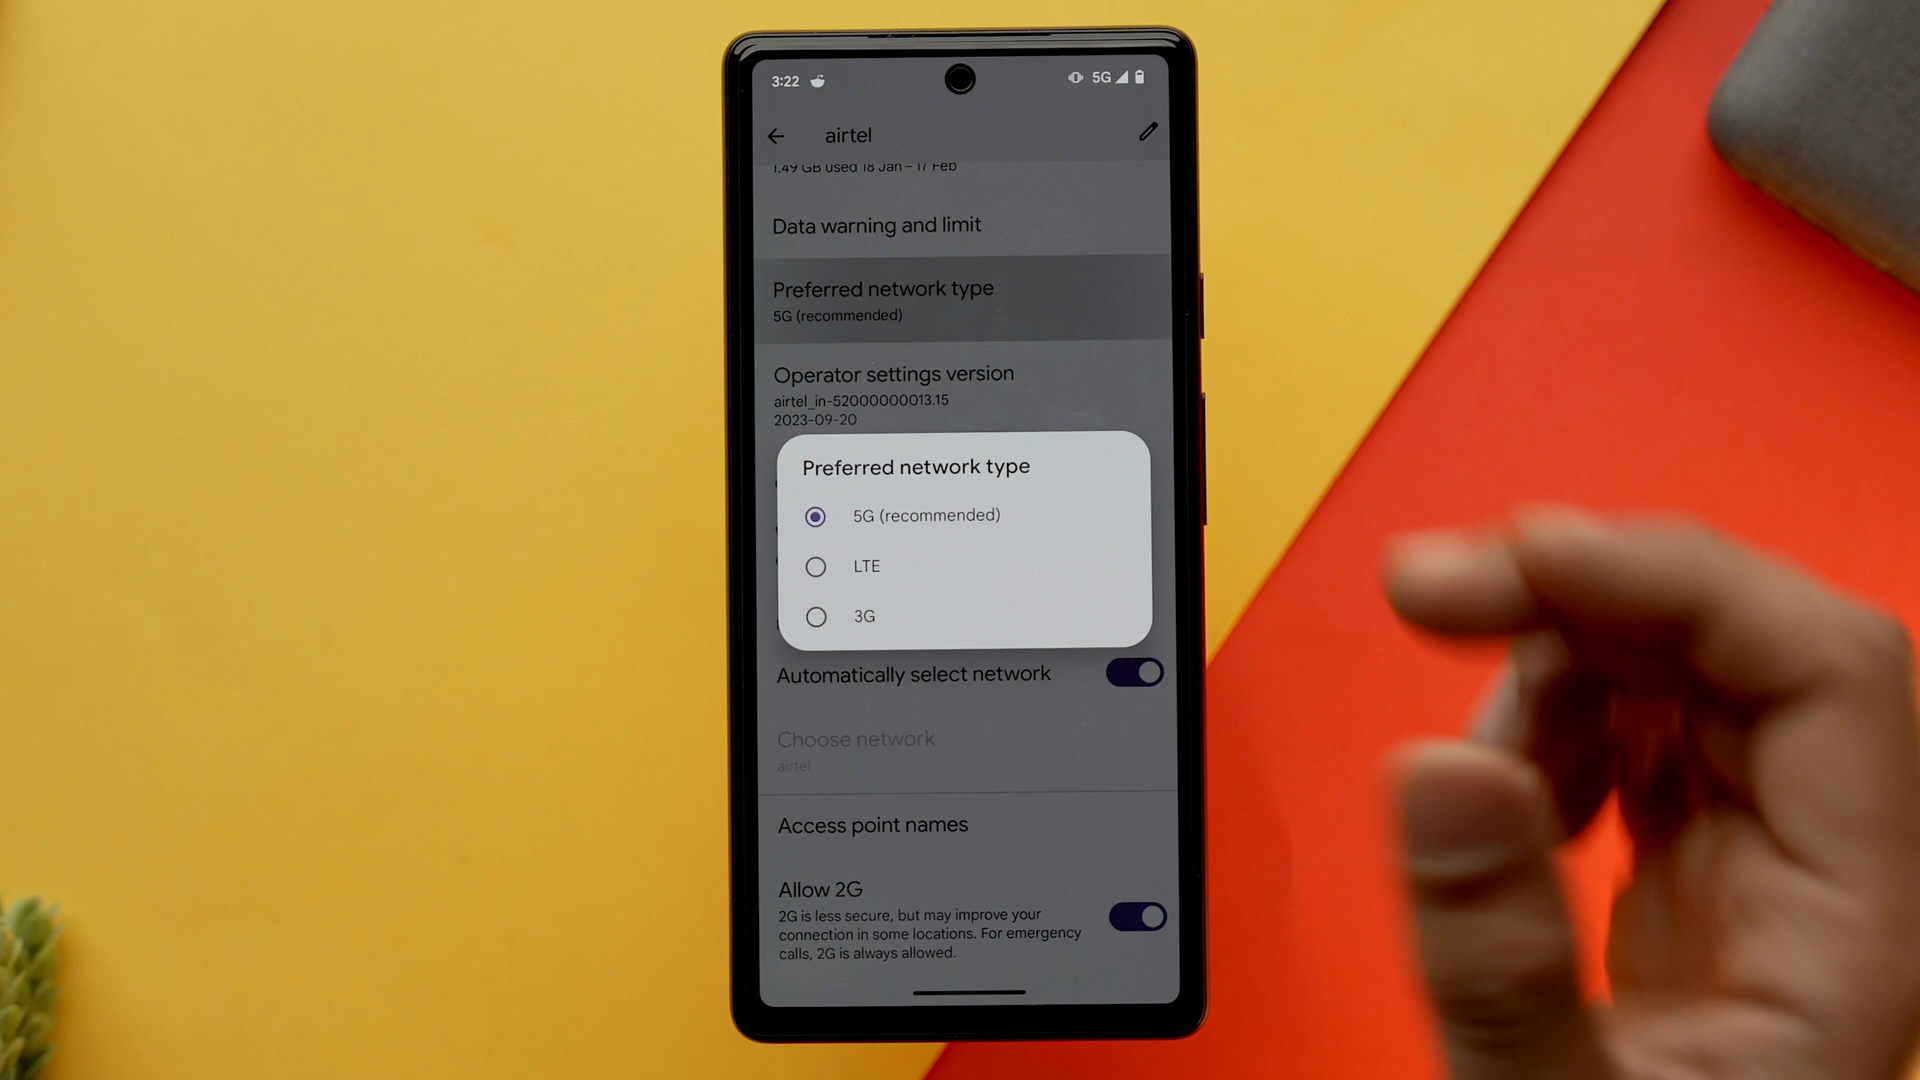 3:22
5G
airtel
1.49 GB used 18 Jan – 17 Feb
Data warning and limit
Preferred network type
5G (recommended)
Operator settings version
airtel_in-52000000013.15
2023-09-20
Preferred network type
5G (recommended)
LTE
3G
Automatically select network
Choose network
airtel
Access point names
Allow 2G
2G is less secure, but may improve your
connection in some locations. For emergency
calls, 2G is always allowed.